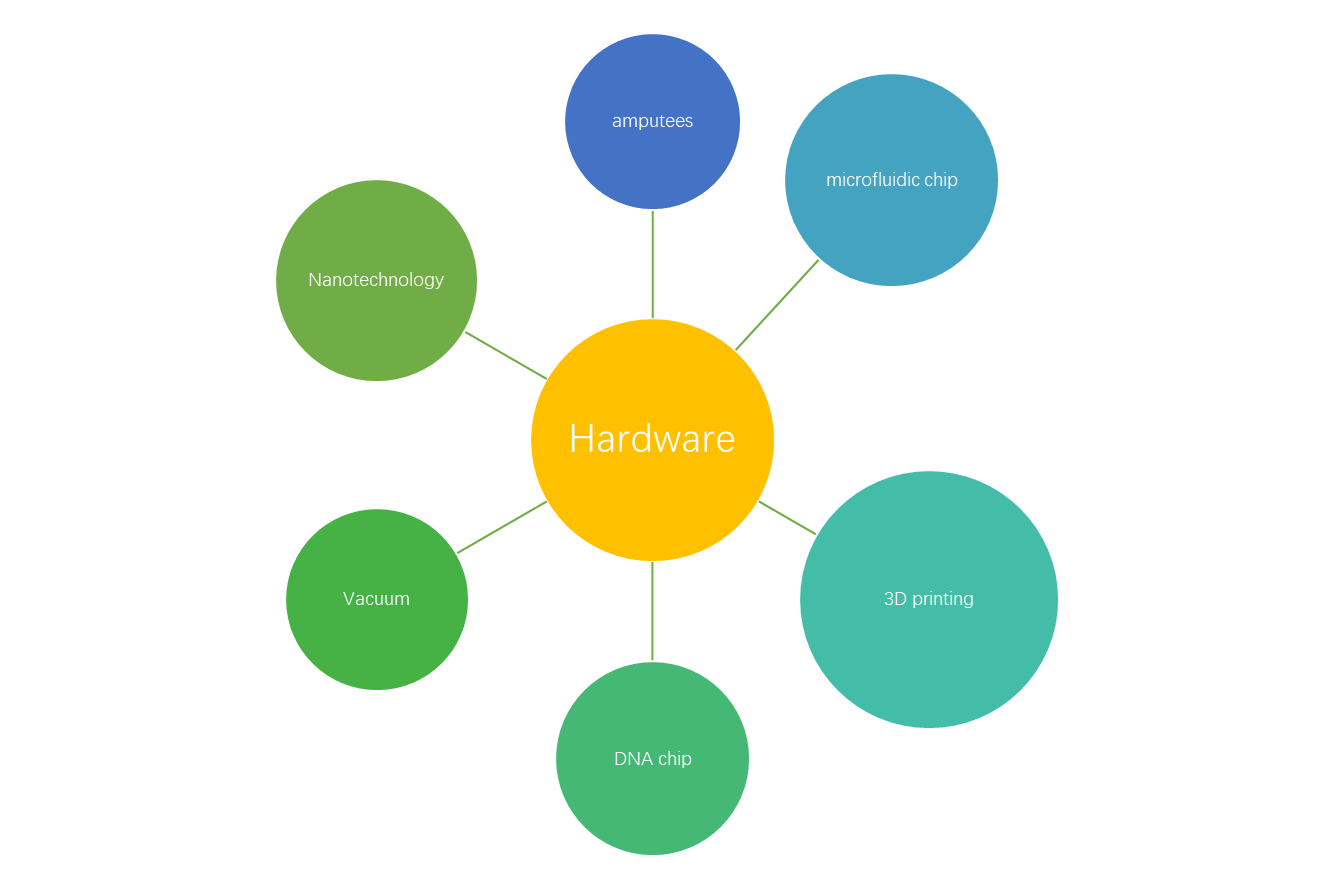 amputees
microfluidic chip
Nanotechnology
Hardware
Vacuum
3D printing
DNA chip